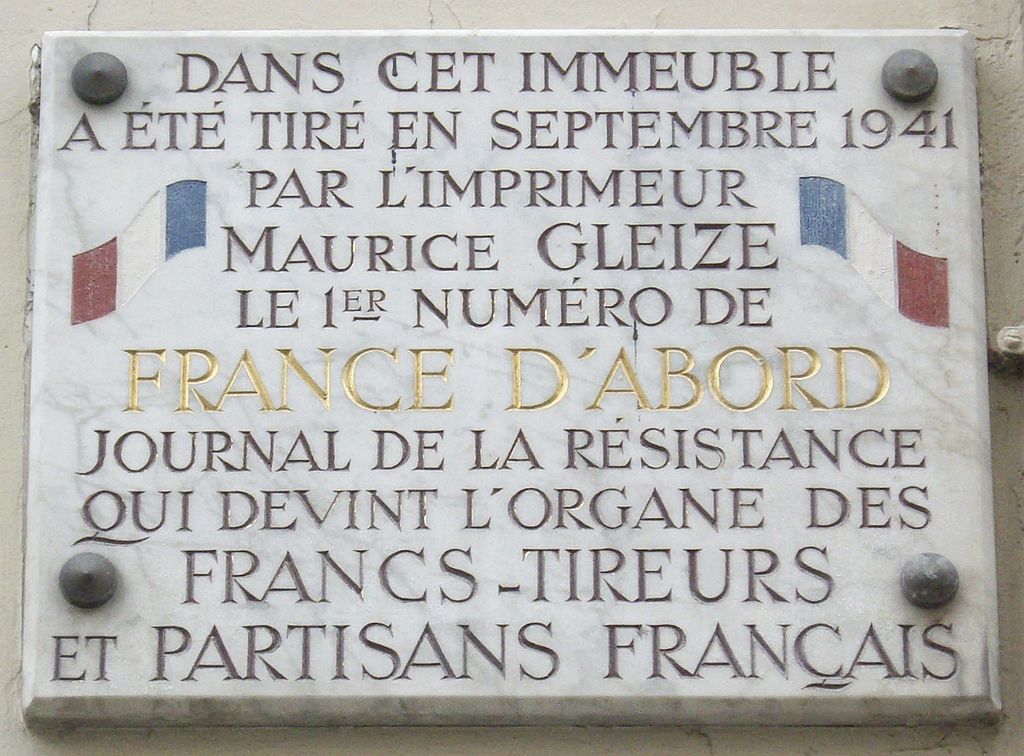 DANS CET IMMEUBLE
A ÉTÉ TIRÉ EN SEPTEMBRE 1941
PAR L'IMPRIMEUR
MAURICE GLEIZE
LE 1ER NUMÉRO DE
FRANCE D'ABORD
JOURNAL DE LA RÉSISTANCE
QUI DEVINT L'ORGANE DES
FRANCS-TIREURS
ET PARTISANS FRANÇAIS